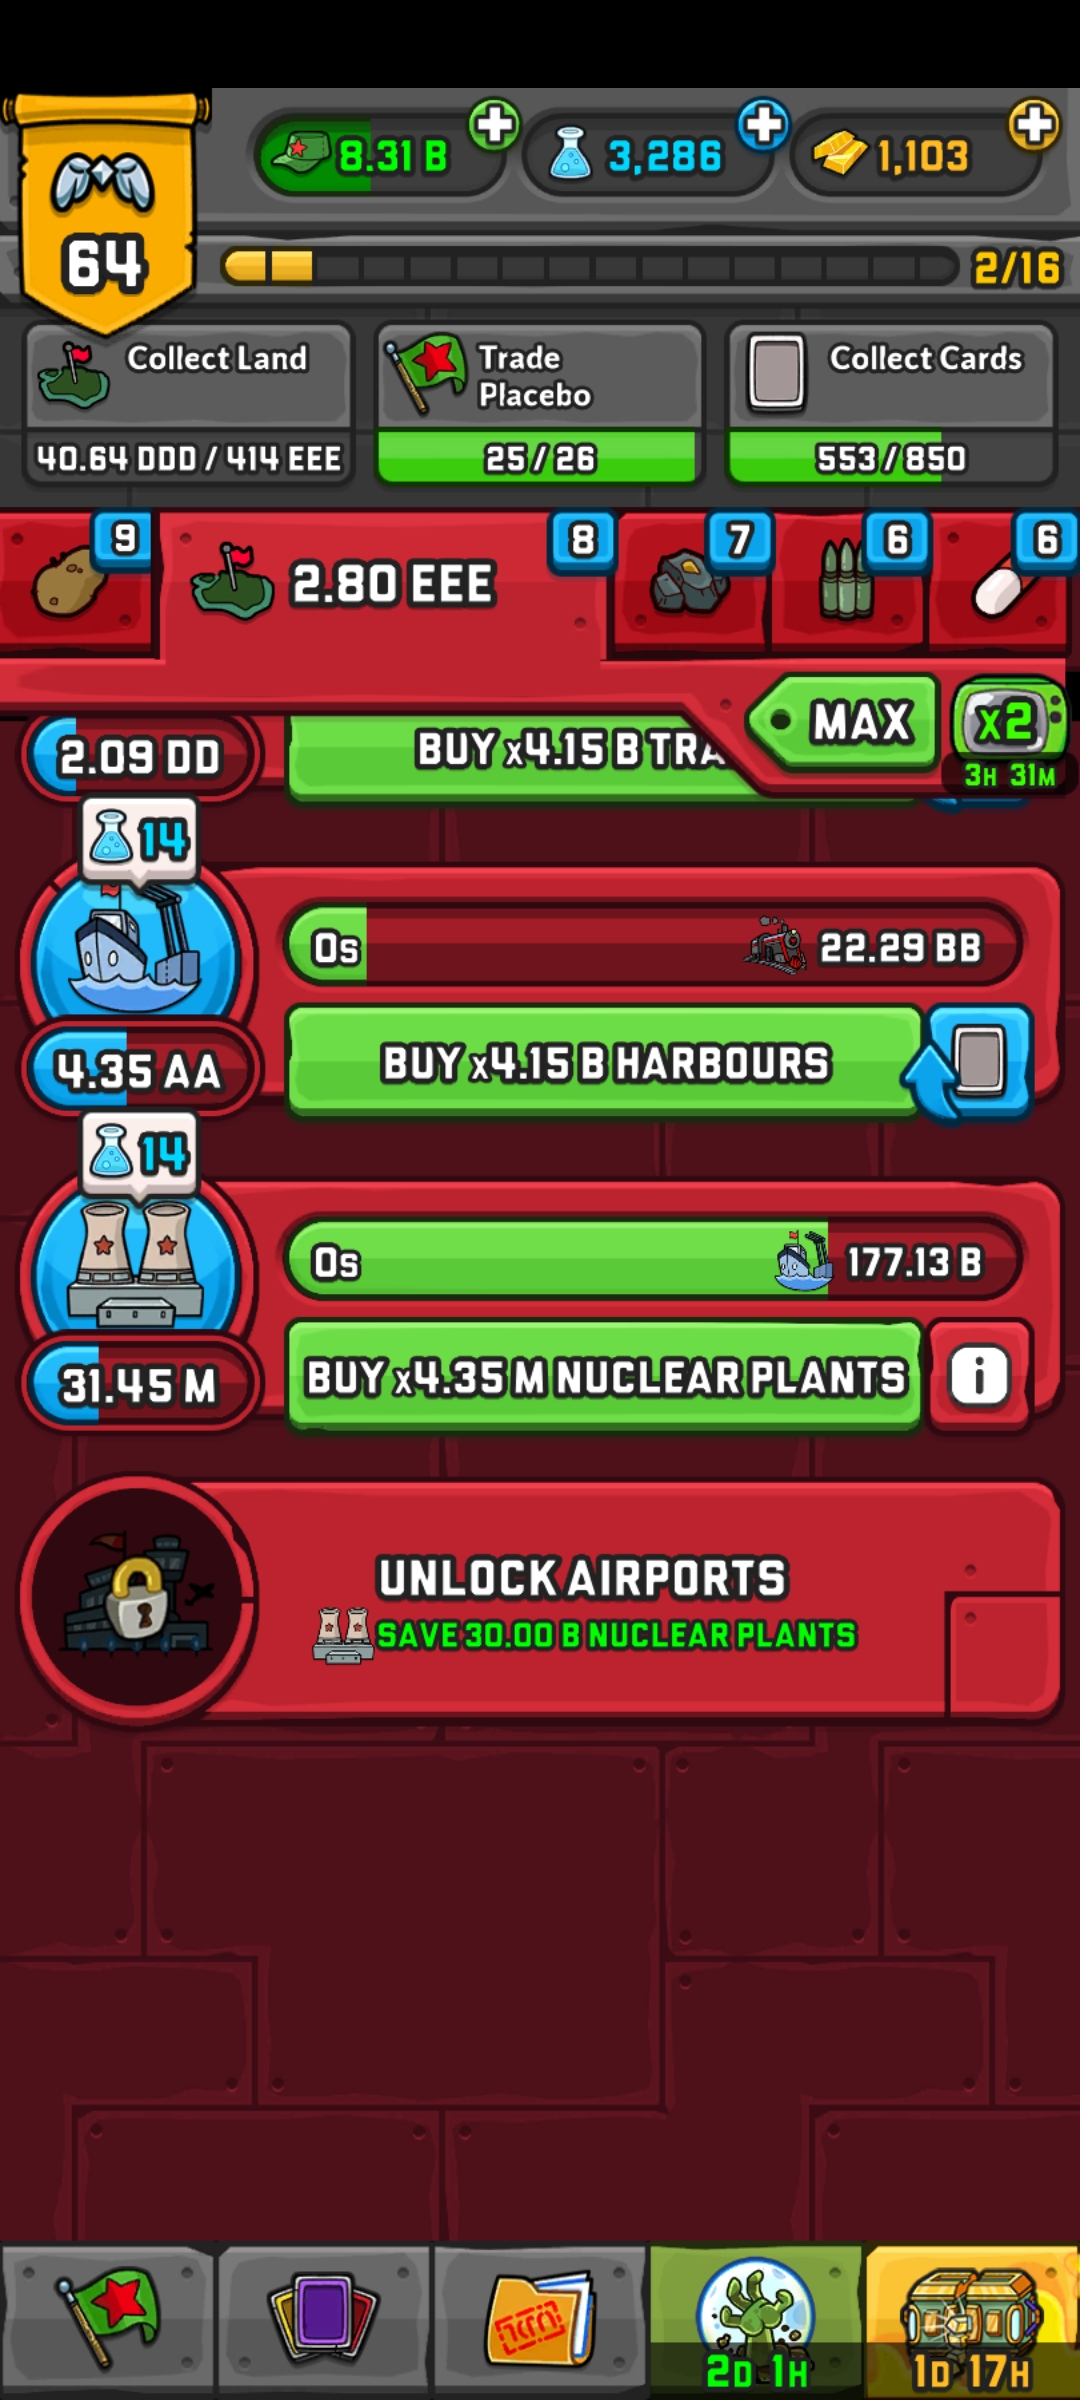 8.31 B
3,286
1,103
64
2/16
Collect Land
40.64 DDD / 414 EEE
Trade
Placebo
25 / 26
Collect Cards
553 / 850
9
2.80 EEE
8
7
6
6
MAX
x2
3H 31M
2.09 DD
BUY x4.15 B TRA
14
0s
22.29 BB
4.35 AA
BUY x4.15 B HARBOURS
14
0s
177.13 B
31.45 M
BUY x4.35 M NUCLEAR PLANTS
i
UNLOCK AIRPORTS
SAVE 30.00 B NUCLEAR PLANTS
2D 1H
1D 17H